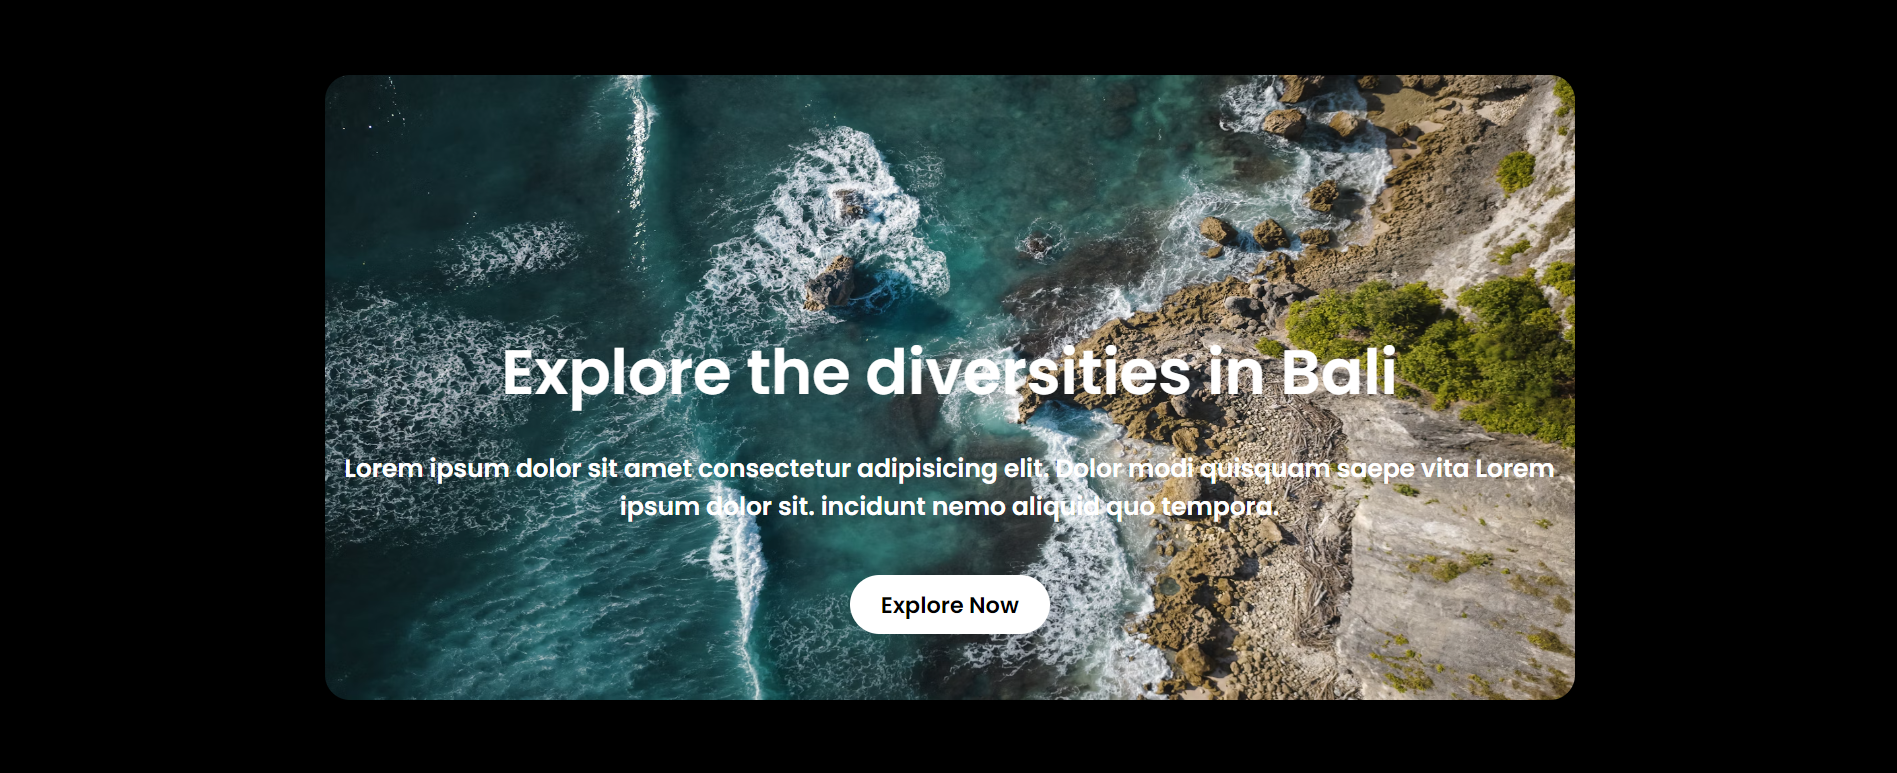 Explore the diversities in Bali
Lorem ipsum dolor sit amet consectetur adipisicing elit. Dolor modi quisquam saepe vita Lorem
ipsum dolor sit. incidunt nemo aliquid quo tempora.
Explore Now